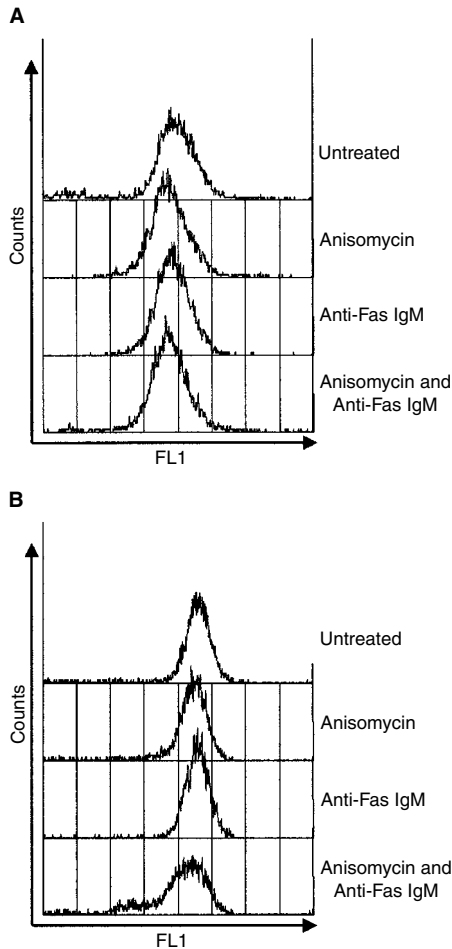 A
Counts
Untreated
Anisomycin
Anti-Fas IgM
Anisomycin and
Anti-Fas IgM
FL1
B
Counts
Untreated
Anisomycin
Anti-Fas IgM
Anisomycin and
Anti-Fas IgM
FL1